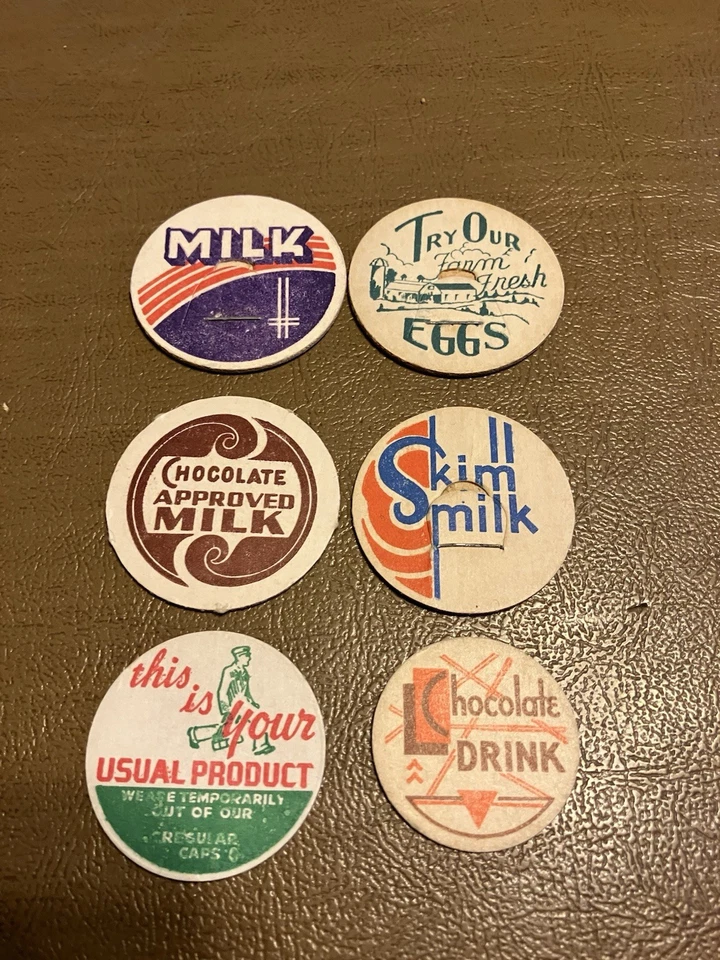 MILK
TRY OUR
Farm
Fresh
EGGS
CHOCOLATE
APPROVED
MILK
Skim
milk
this
is
your
USUAL PRODUCT
WE ARE TEMPORARILY
OUT OF OUR
REGULAR
CAPS
Chocolate
DRINK